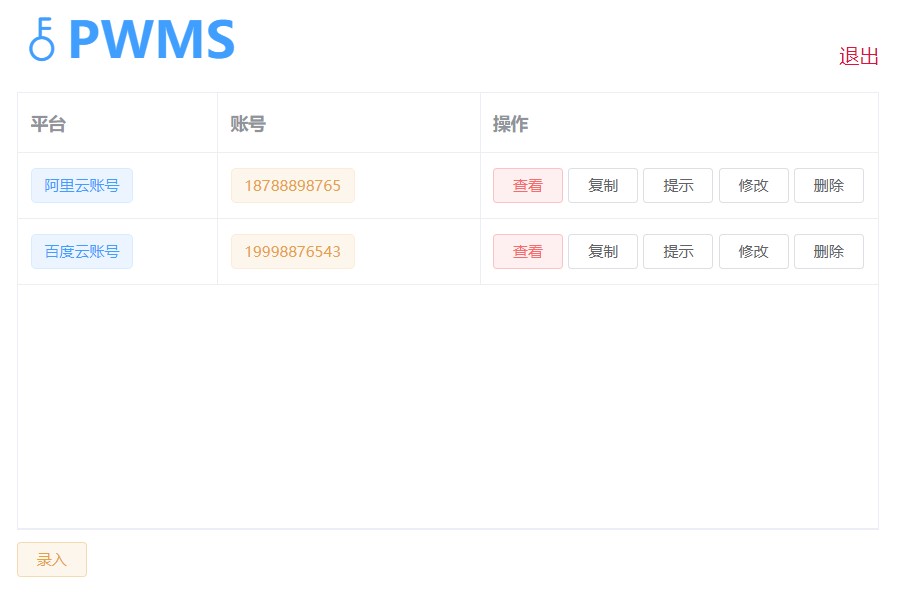 PWMS
退出
平台 账号 操作
阿里云账号 18788898765 查看 复制 提示 修改 删除
百度云账号 19998876543 查看 复制 提示 修改 删除
录入